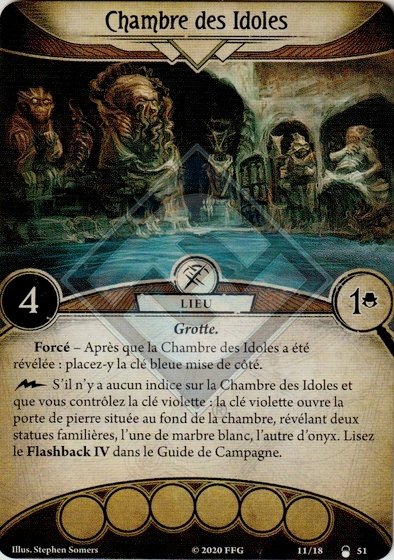 Chambre des Idoles
4
LIEU
1
Grotte.
Forcé – Après que la Chambre des Idoles a été
révélée : placez-y la clé bleue mise de côté.
S'il n'y a aucun indice sur la Chambre des Idoles et
que vous contrôlez la clé violette : la clé violette ouvre la
porte de pierre située au fond de la chambre, révélant deux
statues familières, l'une de marbre blanc, l'autre d'onyx. Lisez
le Flashback IV dans le Guide de Campagne.
Illus. Stephen Somers © 2020 FFG 11/18 51